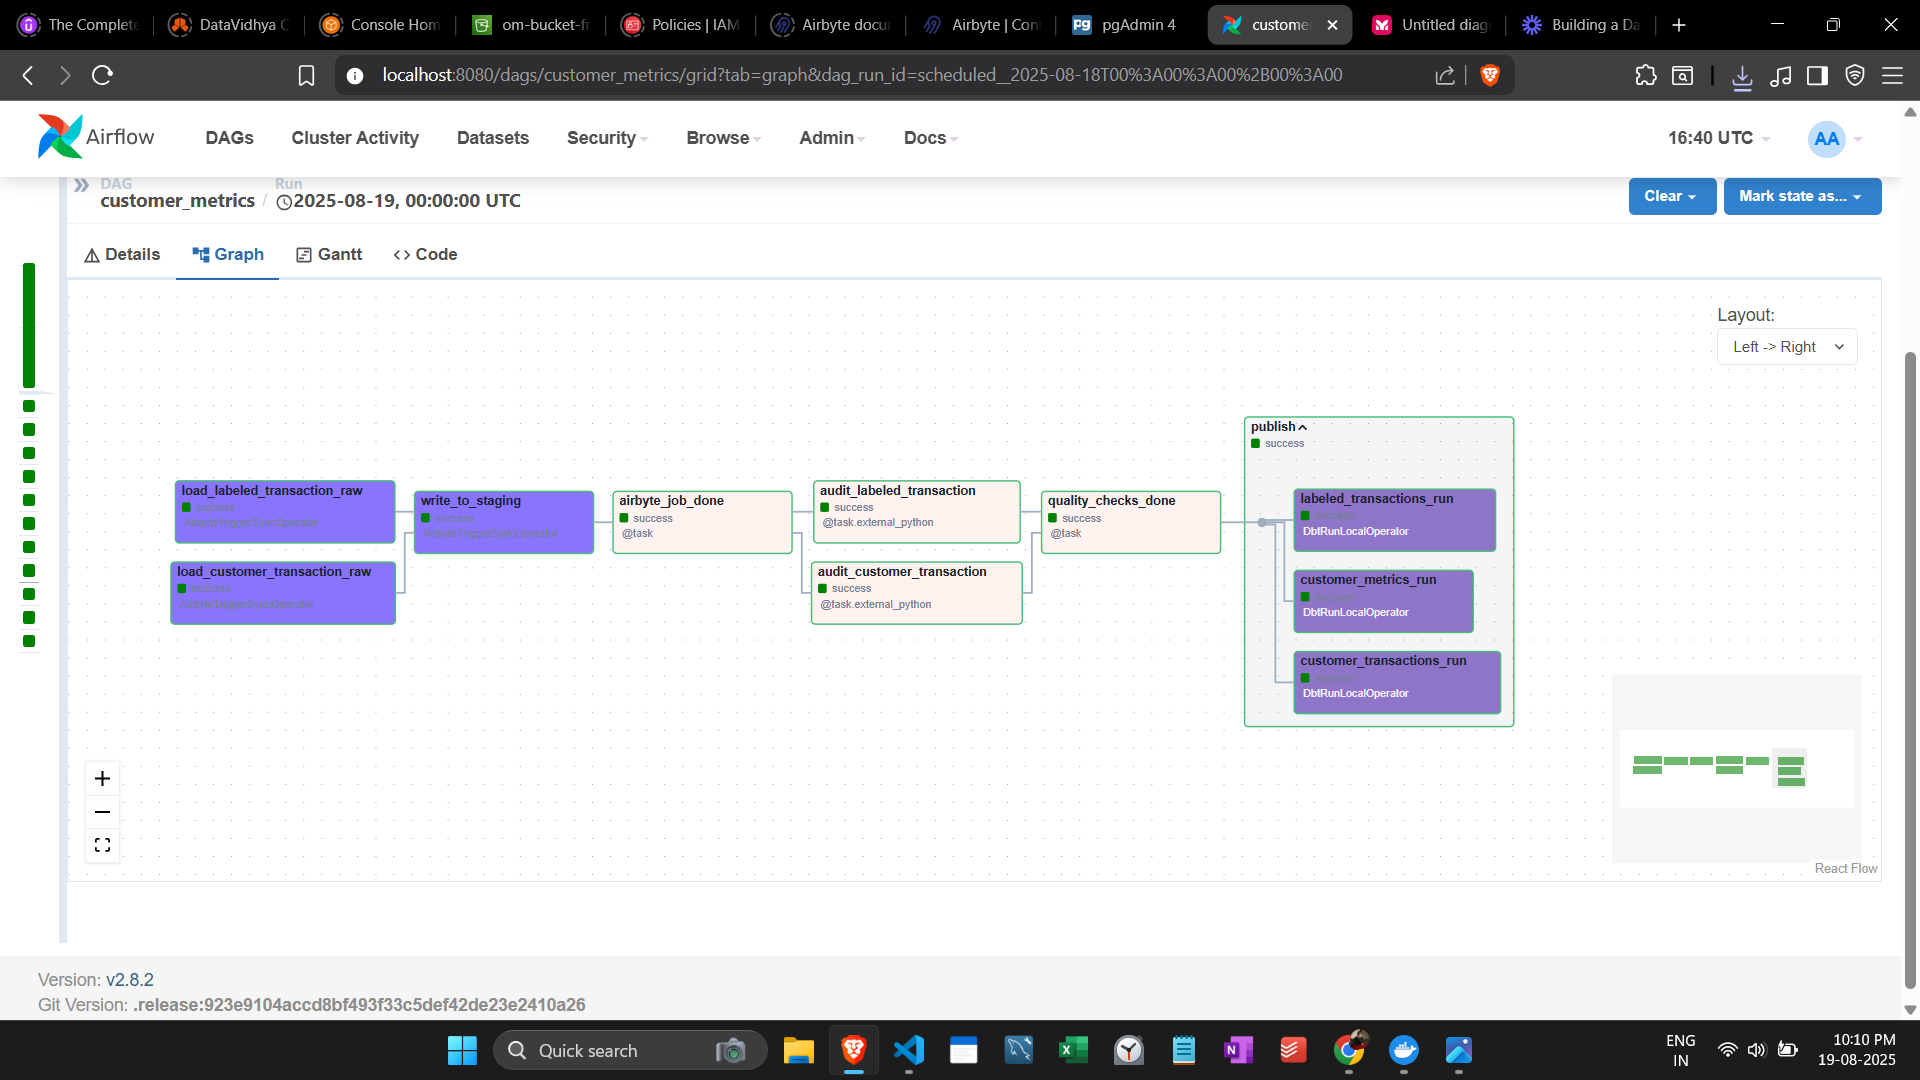 The Complete
DataVidhya C
Console Hom
om-bucket-fr
Policies | IAM
Airbyte docu
Airbyte | Con
pgAdmin 4
custome
Untitled diag
Building a Da
localhost:8080/dags/customer_metrics/grid?tab=graph&dag_run_id=scheduled__2025-08-18T00%3A00%3A00%2B00%3A00
Airflow
DAGs
Cluster Activity
Datasets
Security
Browse
Admin
Docs
16:40 UTC
AA
DAG
customer_metrics
/
Run
2025-08-19, 00:00:00 UTC
Clear
Mark state as...
Details
Graph
Gantt
Code
Layout:
Left -> Right
load_labeled_transaction_raw
success
AirbyteTriggerSyncOperator
load_customer_transaction_raw
success
AirbyteTriggerSyncOperator
write_to_staging
success
AirbyteTriggerSyncOperator
airbyte_job_done
success
@task
audit_labeled_transaction
success
@task.external_python
audit_customer_transaction
success
@task.external_python
quality_checks_done
success
@task
publish
success
labeled_transactions_run
success
DbtRunLocalOperator
customer_metrics_run
success
DbtRunLocalOperator
customer_transactions_run
success
DbtRunLocalOperator
React Flow
Version: v2.8.2
Git Version: .release:923e9104accd8bf493f33c5def42de23e2410a26
Quick search
ENG
IN
10:10 PM
19-08-2025